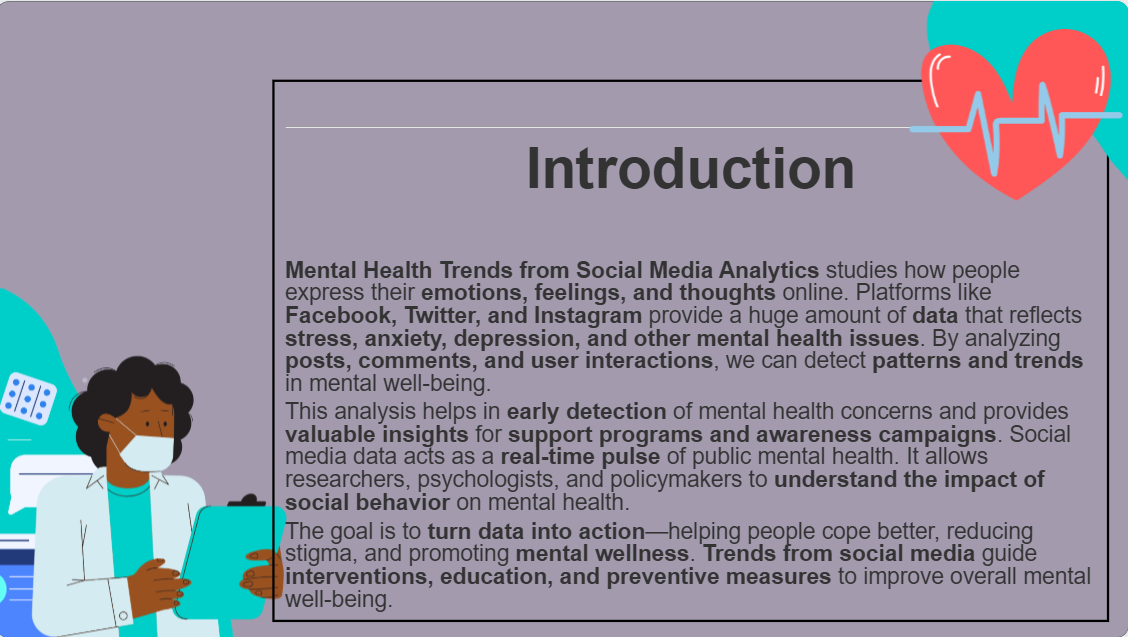 Introduction
Mental Health Trends from Social Media Analytics studies how people
express their emotions, feelings, and thoughts online. Platforms like
Facebook, Twitter, and Instagram provide a huge amount of data that reflects
stress, anxiety, depression, and other mental health issues. By analyzing
posts, comments, and user interactions, we can detect patterns and trends
in mental well-being.
This analysis helps in early detection of mental health concerns and provides
valuable insights for support programs and awareness campaigns. Social
media data acts as a real-time pulse of public mental health. It allows
researchers, psychologists, and policymakers to understand the impact of
social behavior on mental health.
The goal is to turn data into action—helping people cope better, reducing
stigma, and promoting mental wellness. Trends from social media guide
interventions, education, and preventive measures to improve overall mental
well-being.